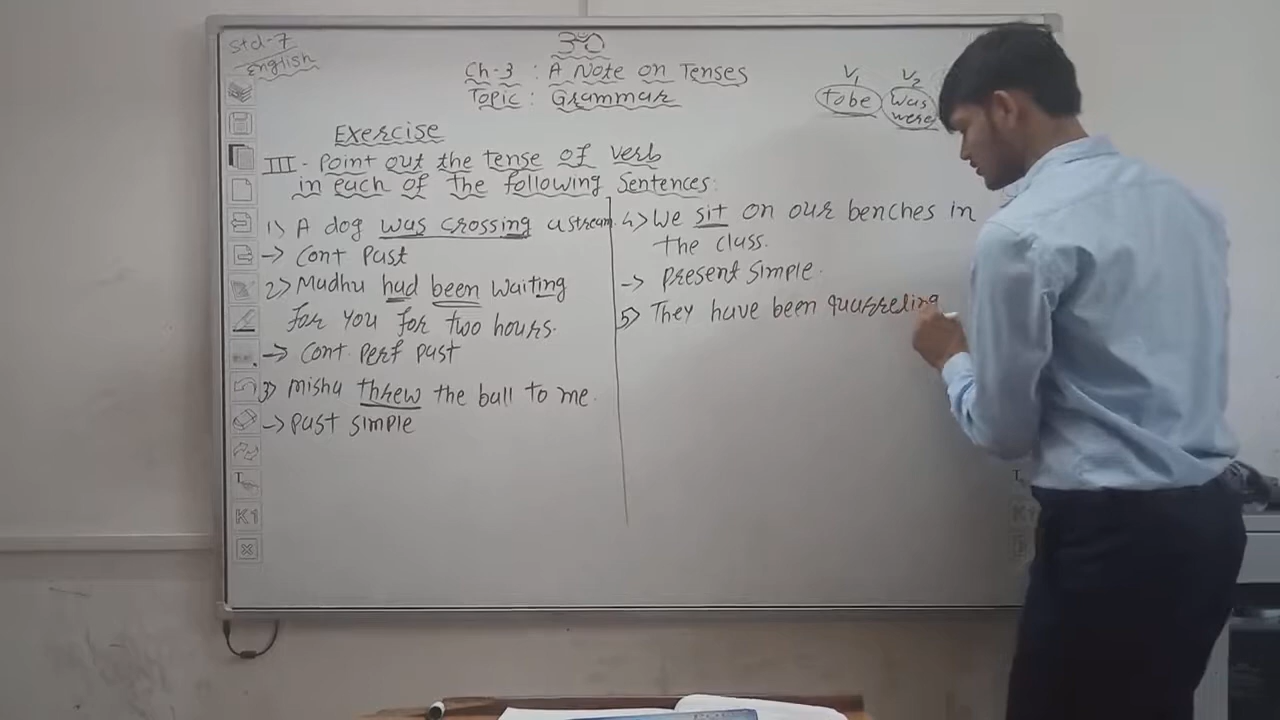 Std-7
English
ૐ
Ch-3 : A Note on Tenses
Topic : Grammar
V1 V2
to be was
were
Exercise
III - Point out the tense of verb
in each of the following Sentences:
1) A dog was crossing a stream.
→ Cont Past
2) Madhu had been waiting
for you for two hours.
→ Cont. Perf past
3) Misha threw the ball to me.
→ Past simple
4) We sit on our benches in
the class.
→ Present Simple.
5) They have been quarreling
T
K1